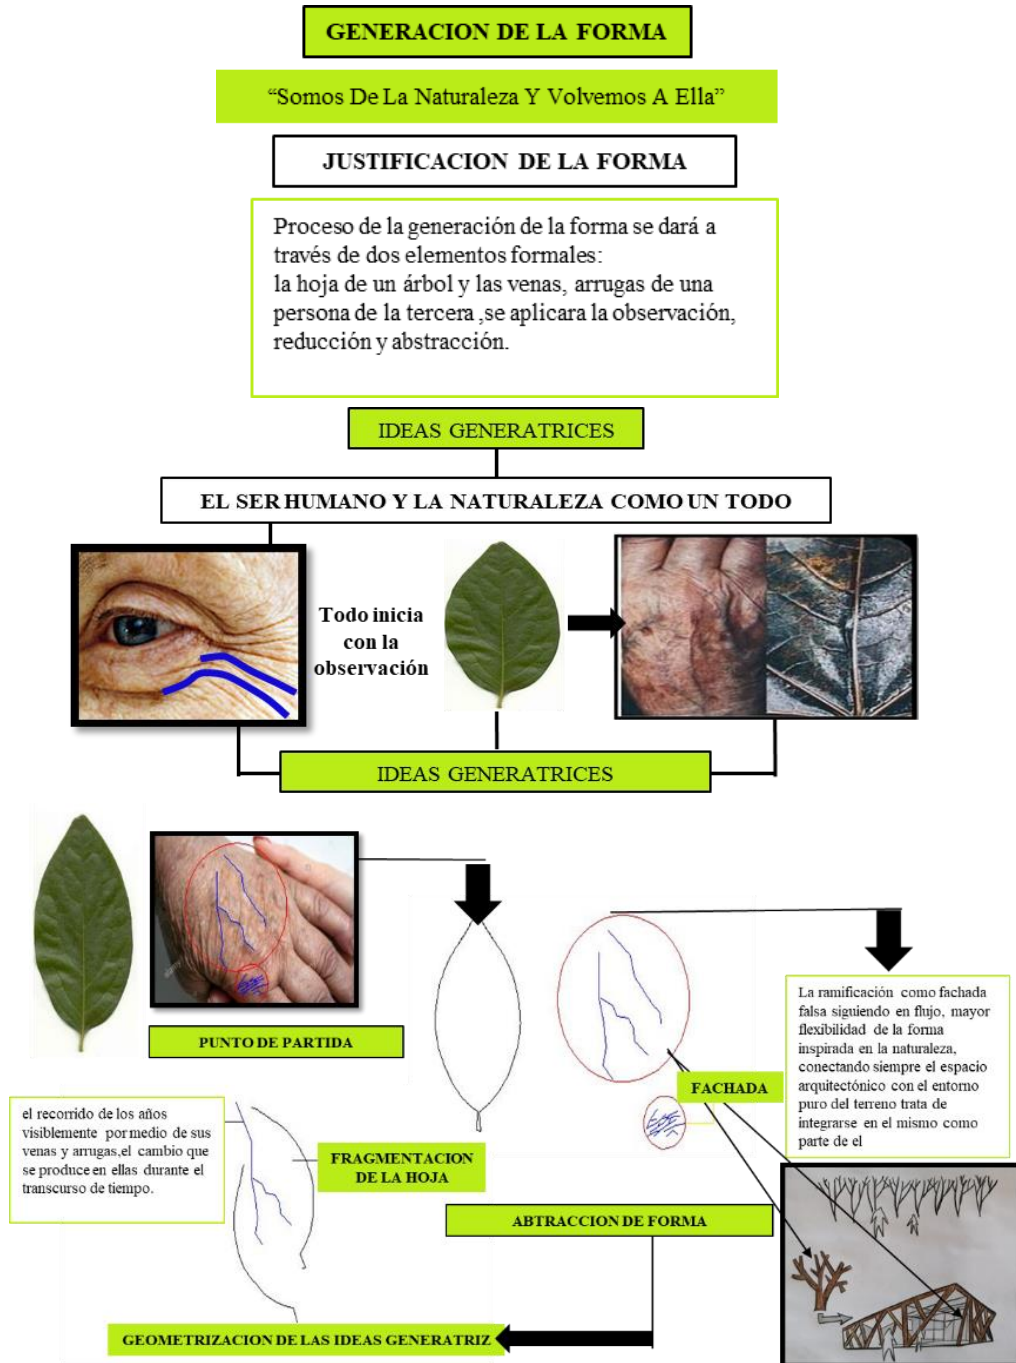 GENERACION DE LA FORMA
“Somos De La Naturaleza Y Volvemos A Ella”
JUSTIFICACION DE LA FORMA
Proceso de la generación de la forma se dará a
través de dos elementos formales:
la hoja de un árbol y las venas, arrugas de una
persona de la tercera ,se aplicara la observación,
reducción y abstracción.
IDEAS GENERATRICES
EL SER HUMANO Y LA NATURALEZA COMO UN TODO
Todo inicia
con la
observación
IDEAS GENERATRICES
PUNTO DE PARTIDA
La ramificación como fachada
falsa siguiendo en flujo, mayor
flexibilidad de la forma
inspirada en la naturaleza,
conectando siempre el espacio
arquitectónico con el entorno
puro del terreno trata de
integrarse en el mismo como
parte de el
FACHADA
el recorrido de los años
visiblemente por medio de sus
venas y arrugas,el cambio que
se produce en ellas durante el
transcurso de tiempo.
FRAGMENTACION
DE LA HOJA
ABTRACCION DE FORMA
GEOMETRIZACION DE LAS IDEAS GENERATRIZ